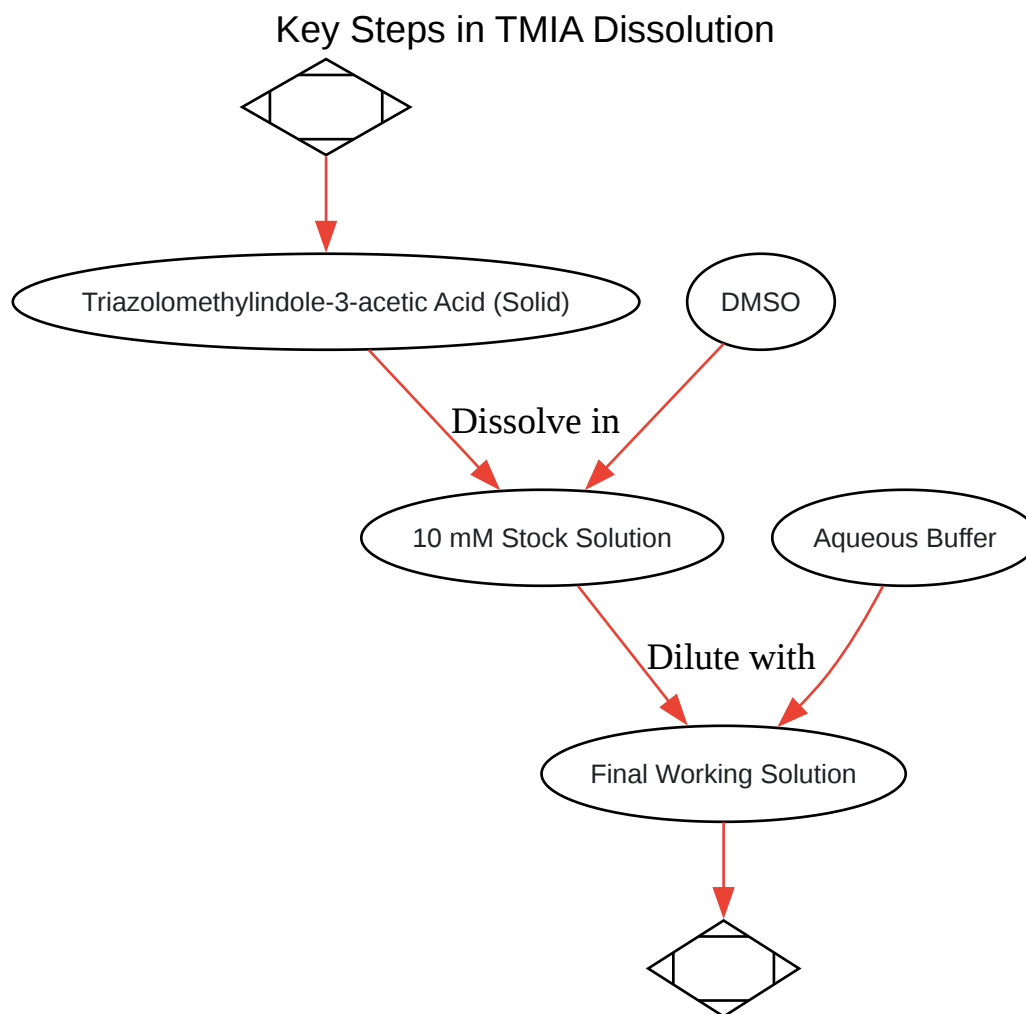 Key Steps in TMIA Dissolution
Triazolomethylindole-3-acetic Acid (Solid)
DMSO
Dissolve in
10 mM Stock Solution
Aqueous Buffer
Dilute with
Final Working Solution